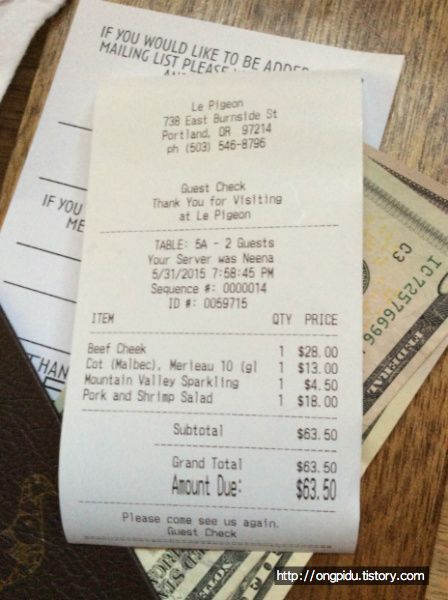 IF YOU WOULD LIKE TO BE ADDED
MAILING LIST PLEASE
Le Pigeon
738 East Burnside St
Portland, OR 97214
ph (503) 546-8796
Guest Check
Thank You for Visiting
at Le Pigeon
IF YOU
ME
TABLE: 5A - 2 Guests
Your Server was Neena
5/31/2015 7:58:45 PM
Sequence #: 0000014
ID #: 0059715
ITEM QTY PRICE
Beef Cheek 1 $28.00
Cot (Malbec), Merleau 10 (gl 1 $13.00
Mountain Valley Sparkling 1 $4.50
Pork and Shrimp Salad 1 $18.00
Subtotal $63.50
Grand Total $63.50
Amount Due: $63.50
Please come see us again.
Guest Check
C3
IC72576696
http://ongpidu.tistory.com